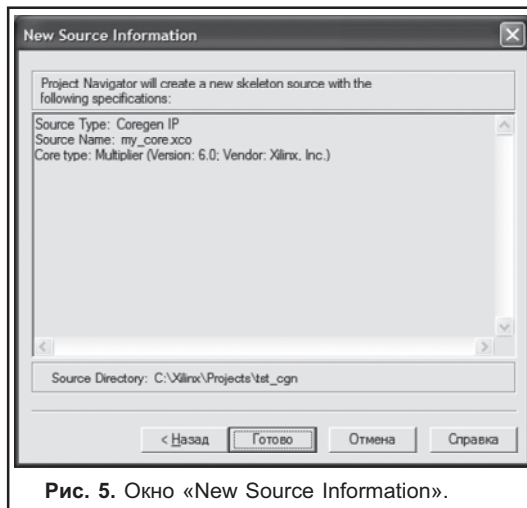 New Source Information
Project Navigator will create a new skeleton source with the
following specifications:
Source Type: Coregen IP
Source Name: my_core.xco
Core type: Multiplier (Version: 6.0; Vendor: Xilinx, Inc.)
Source Directory: C:\Xilinx\Projects\tst_cgn
< Назад Готово Отмена Справка
Рис. 5. Окно «New Source Information».